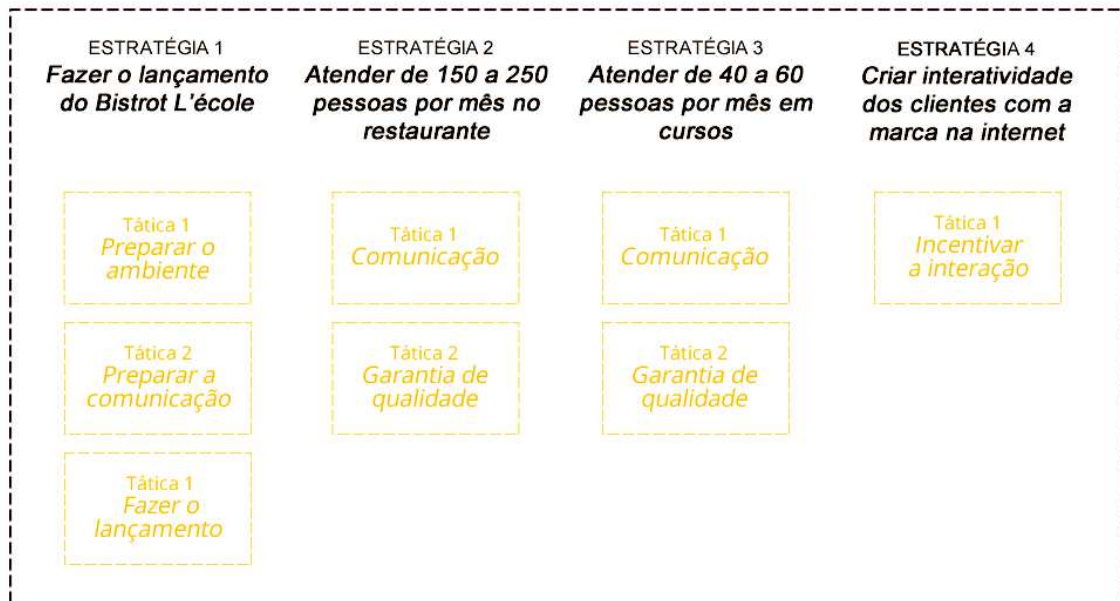 ESTRATÉGIA 1
Fazer o lançamento
do Bistrot L'école
Tática 1
Preparar o
ambiente
Tática 2
Preparar a
comunicação
Tática 1
Fazer o
lançamento
ESTRATÉGIA 2
Atender de 150 a 250
pessoas por mês no
restaurante
Tática 1
Comunicação
Tática 2
Garantia de
qualidade
ESTRATÉGIA 3
Atender de 40 a 60
pessoas por mês em
cursos
Tática 1
Comunicação
Tática 2
Garantia de
qualidade
ESTRATÉGIA 4
Criar interatividade
dos clientes com a
marca na internet
Tática 1
Incentivar
a interação